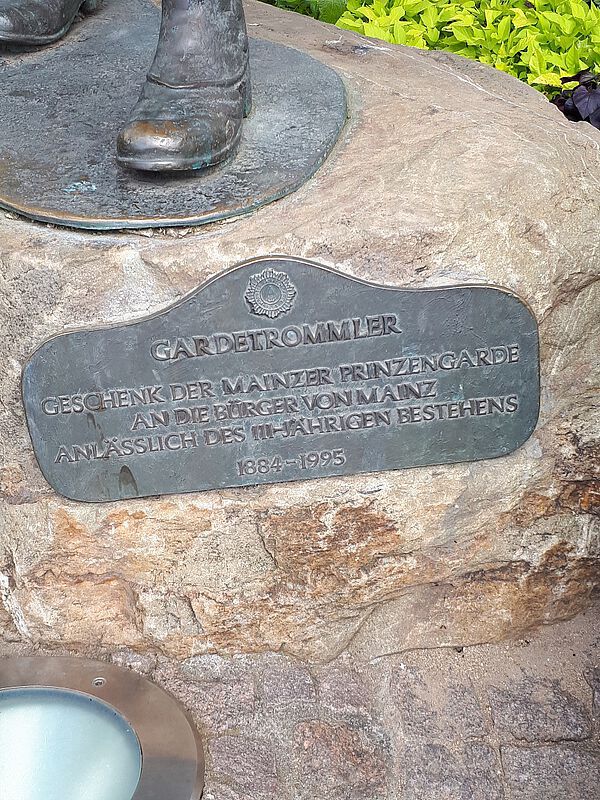 GARDETROMMLER
GESCHENK DER MAINZER PRINZENGARDE
AN DIE BÜRGER VON MAINZ
ANLÄSSLICH DES 111-JÄHRIGEN BESTEHENS
1884-1995